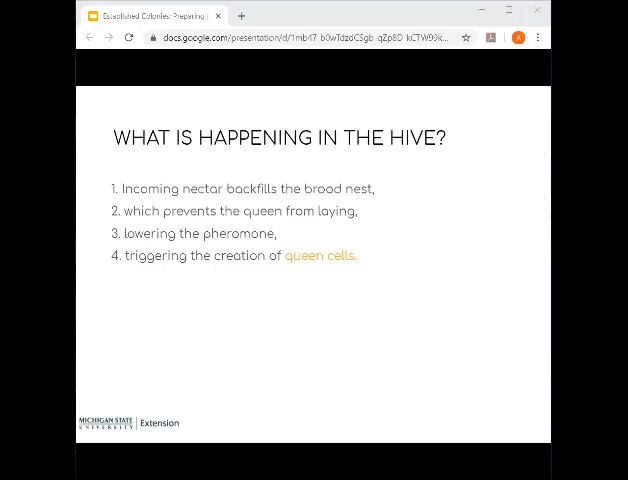 Established Colonies: Preparing
docs.google.com/presentation/d/1mb47_b0wTdzdCSgb-qZp8D_kCTW99k...
A
WHAT IS HAPPENING IN THE HIVE?
1. Incoming nectar backfills the brood nest,
2. which prevents the queen from laying,
3. lowering the pheromone,
4. triggering the creation of queen cells.
MICHIGAN STATE
UNIVERSITY
Extension